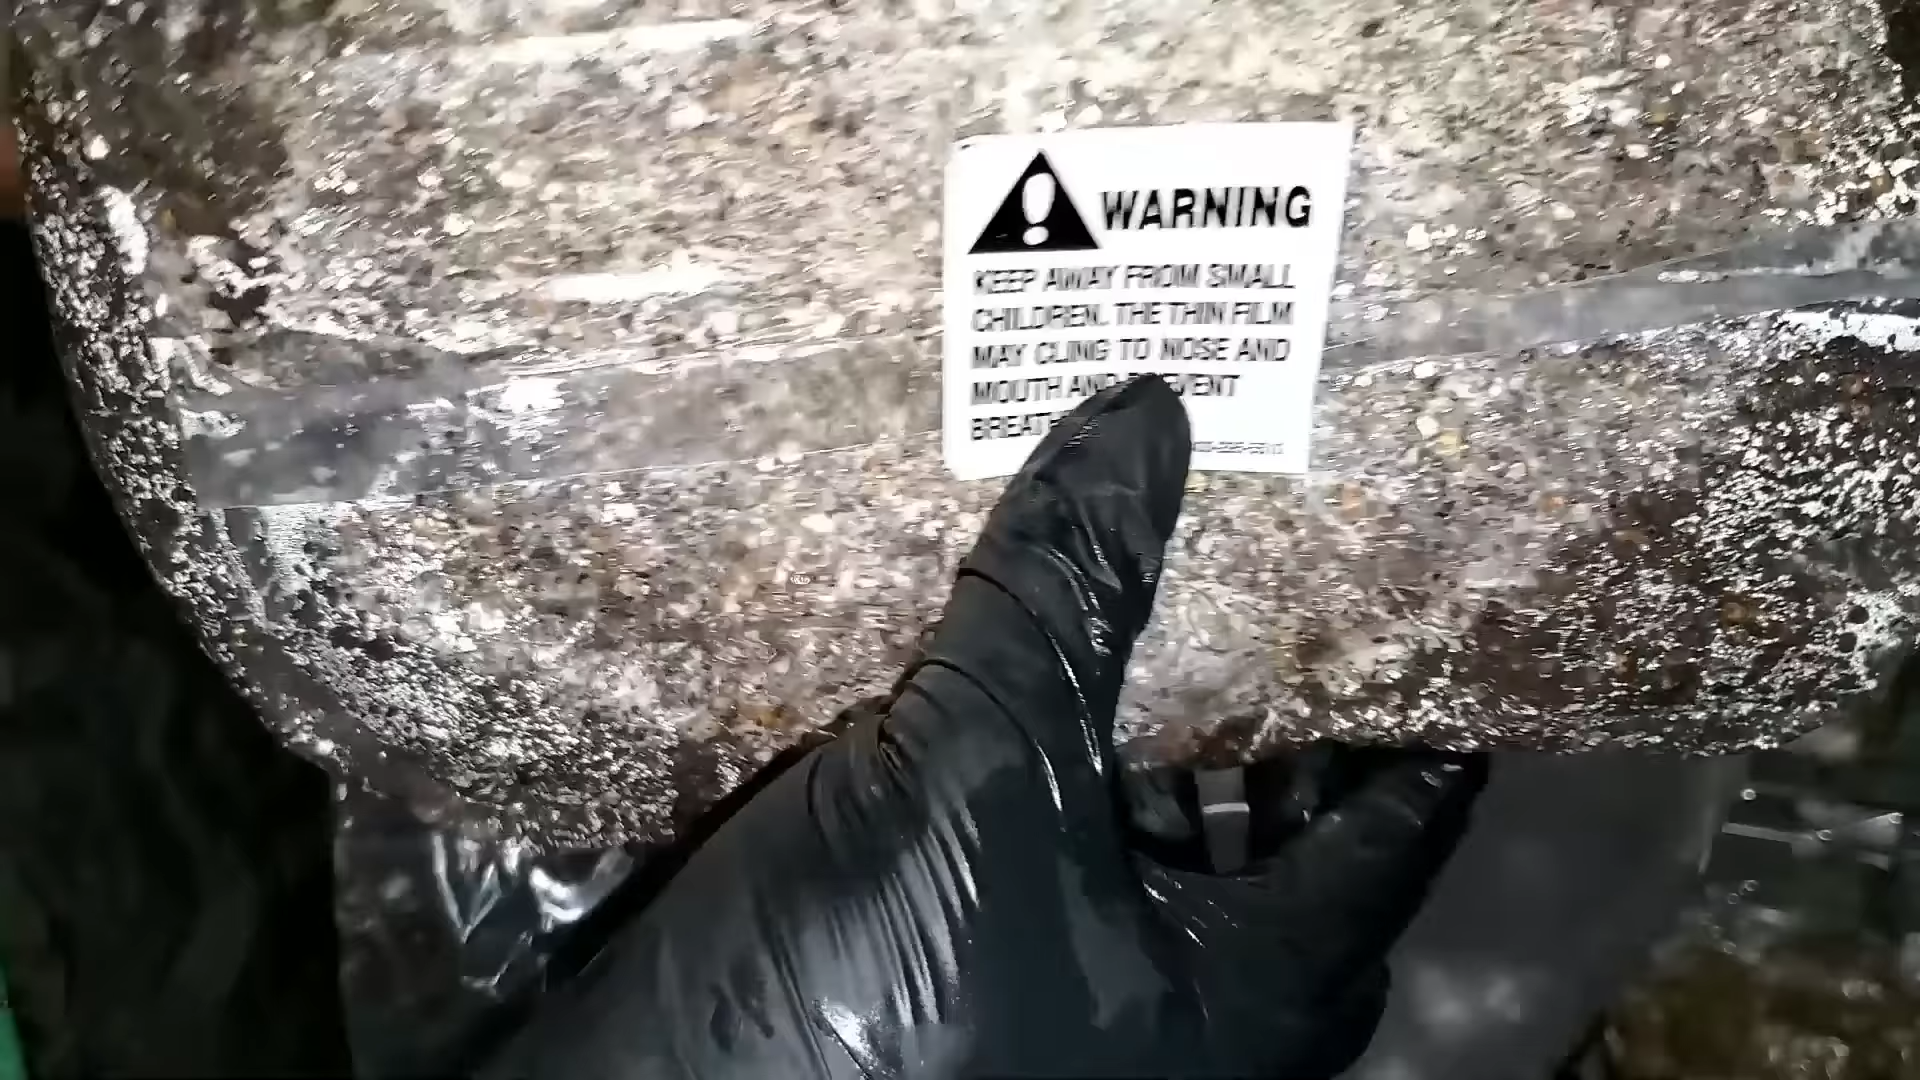 WARNING
KEEP AWAY FROM SMALL
CHILDREN. THE THIN FILM
MAY CLING TO NOSE AND
MOUTH AND